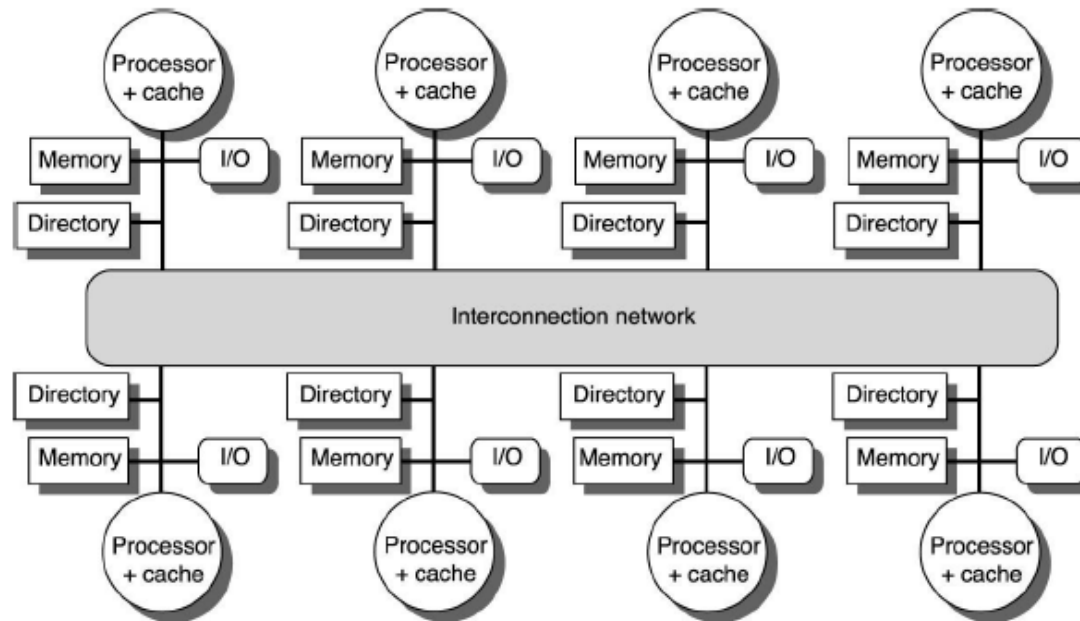 Processor
+ cache
Processor
+ cache
Processor
+ cache
Processor
+ cache
Memory
I/O
Memory
I/O
Memory
I/O
Memory
I/O
Directory
Directory
Directory
Directory
Interconnection network
Directory
Directory
Directory
Directory
Memory
I/O
Memory
I/O
Memory
I/O
Memory
I/O
Processor
+ cache
Processor
+ cache
Processor
+ cache
Processor
+ cache